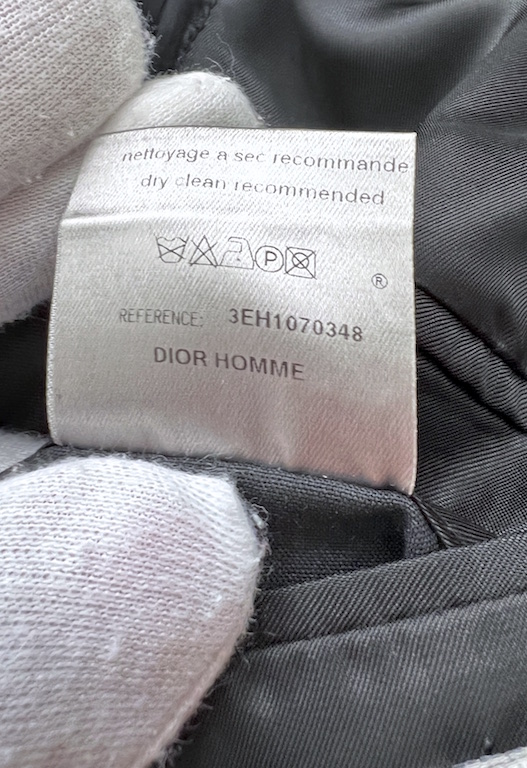 nettoyage a sec recommande
dry clean recommended
P
®
REFERENCE: 3EH1070348
DIOR HOMME